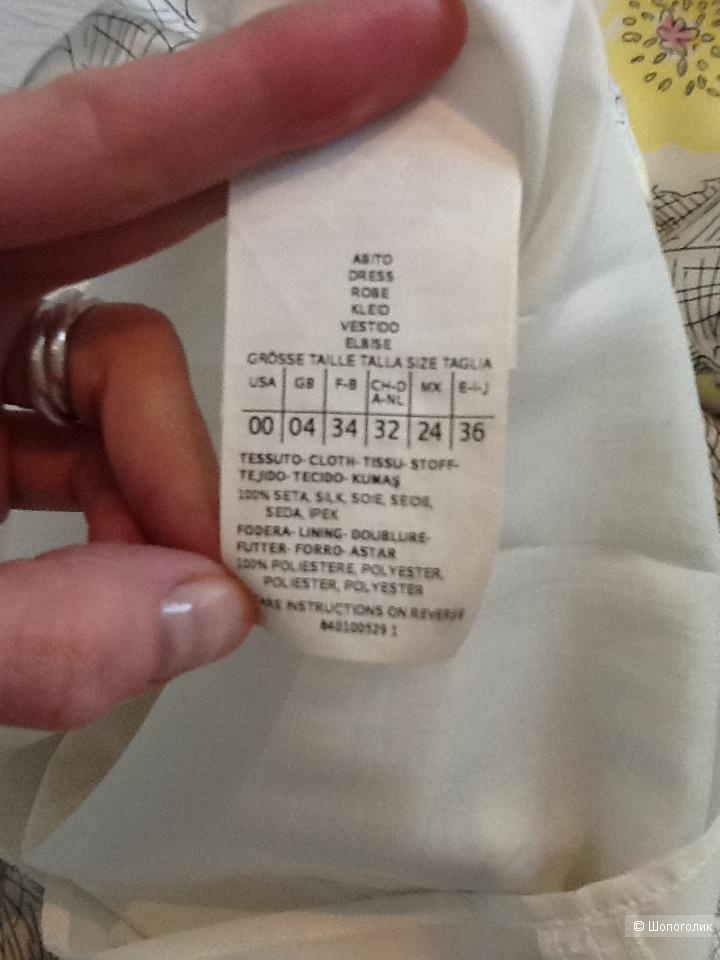 ABITO
DRESS
ROBE
KLEID
VESTIDO
ELBISE
GRÖSSE TAILLE TALLA SIZE TAGLIA
USA GB F-B CH-D A-NL MX E-I-J
00 04 34 32 24 36
TESSUTO- CLOTH- TISSU- STOFF-
TEJIDO- TECIDO- KUMAŞ
100% SETA, SILK, SOIE, SEIDE,
SEDA, IPEK
FODERA- LINING- DOUBLURE-
FUTTER- FORRO- ASTAR
100% POLIESTERE, POLYESTER,
POLIESTER, POLYESTER
INSTRUCTIONS ON REVERSE
840100529 1
© Шопоголик